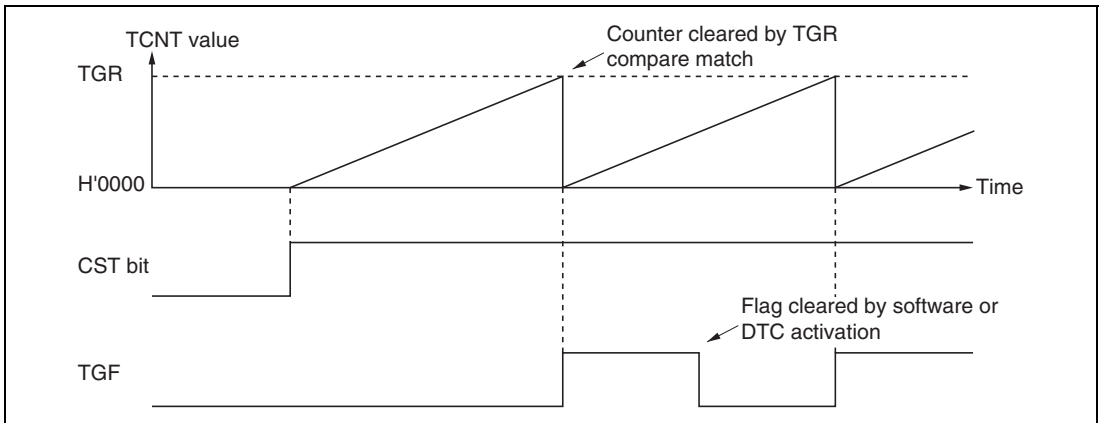 TCNT value
Counter cleared by TGR
compare match
TGR
H'0000
Time
CST bit
Flag cleared by software or
DTC activation
TGF